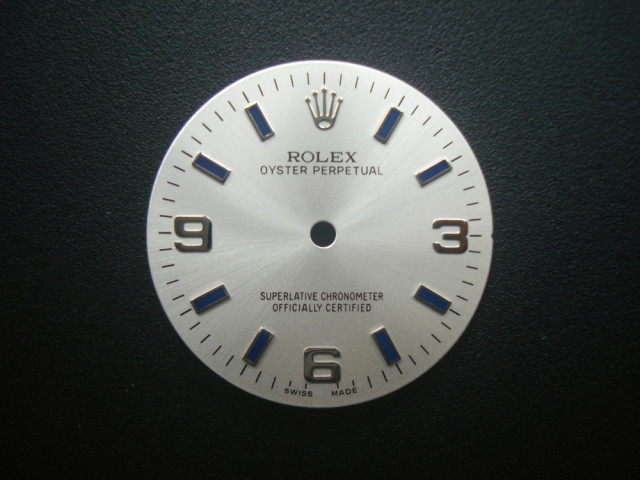 ROLEX
OYSTER PERPETUAL
9 3
SUPERLATIVE CHRONOMETER
OFFICIALLY CERTIFIED
6
SWISS MADE